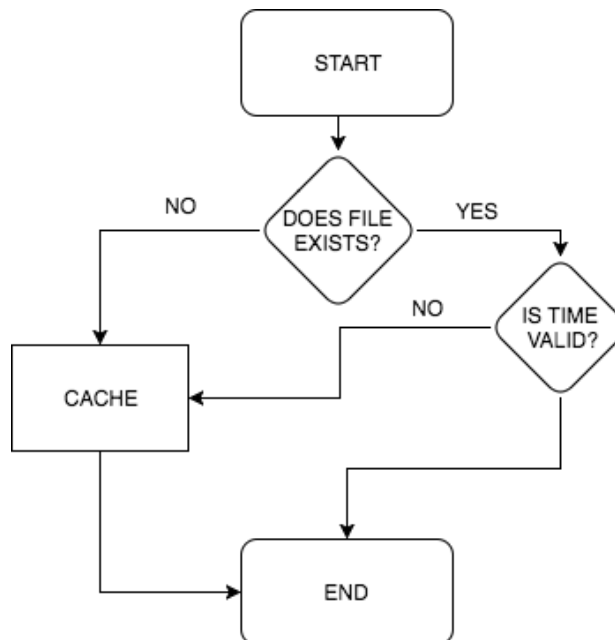 START
NO
YES
DOES FILE
EXISTS?
NO
IS TIME
VALID?
CACHE
END